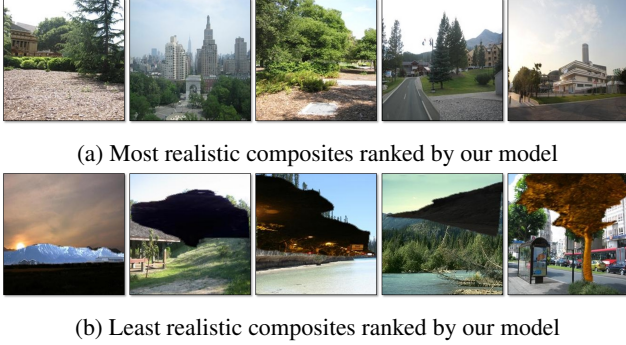 (a) Most realistic composites ranked by our model
(b) Least realistic composites ranked by our model